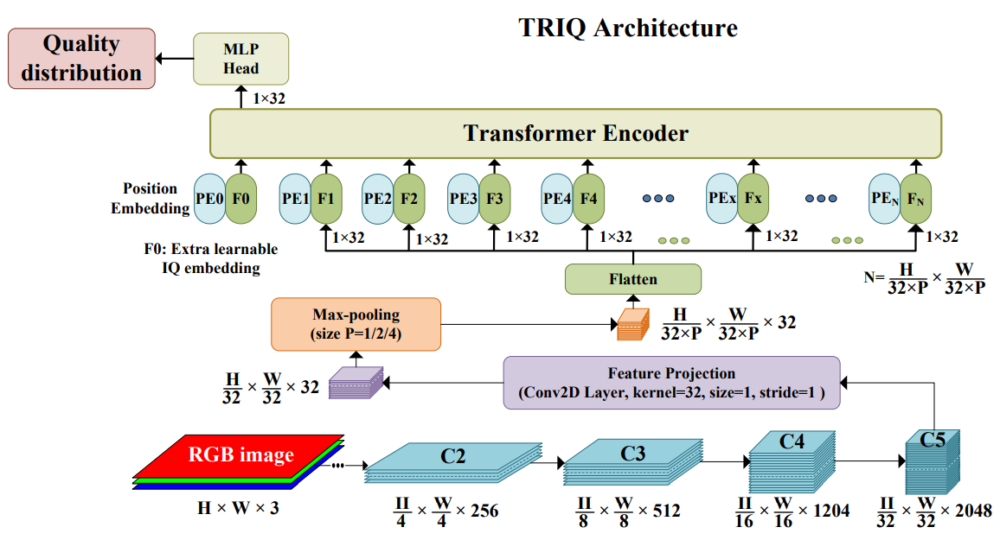 TRIQ Architecture
Quality
distribution
MLP
Head
1×32
Transformer Encoder
Position
Embedding
PE0 F0 PE1 F1 PE2 F2 PE3 F3 PE4 F4 PEx Fx PEN FN
1×32 1×32 1×32 1×32 1×32 1×32
F0: Extra learnable
IQ embedding
Flatten
N= H/32×P × W/32×P
Max-pooling
(size P=1/2/4)
H/32×P × W/32×P × 32
H/32 × W/32 × 32
Feature Projection
(Conv2D Layer, kernel=32, size=1, stride=1 )
RGB image
C2
C3
C4
C5
H × W × 3
H/4 × W/4 × 256
H/8 × W/8 × 512
H/16 × W/16 × 1204
H/32 × W/32 × 2048